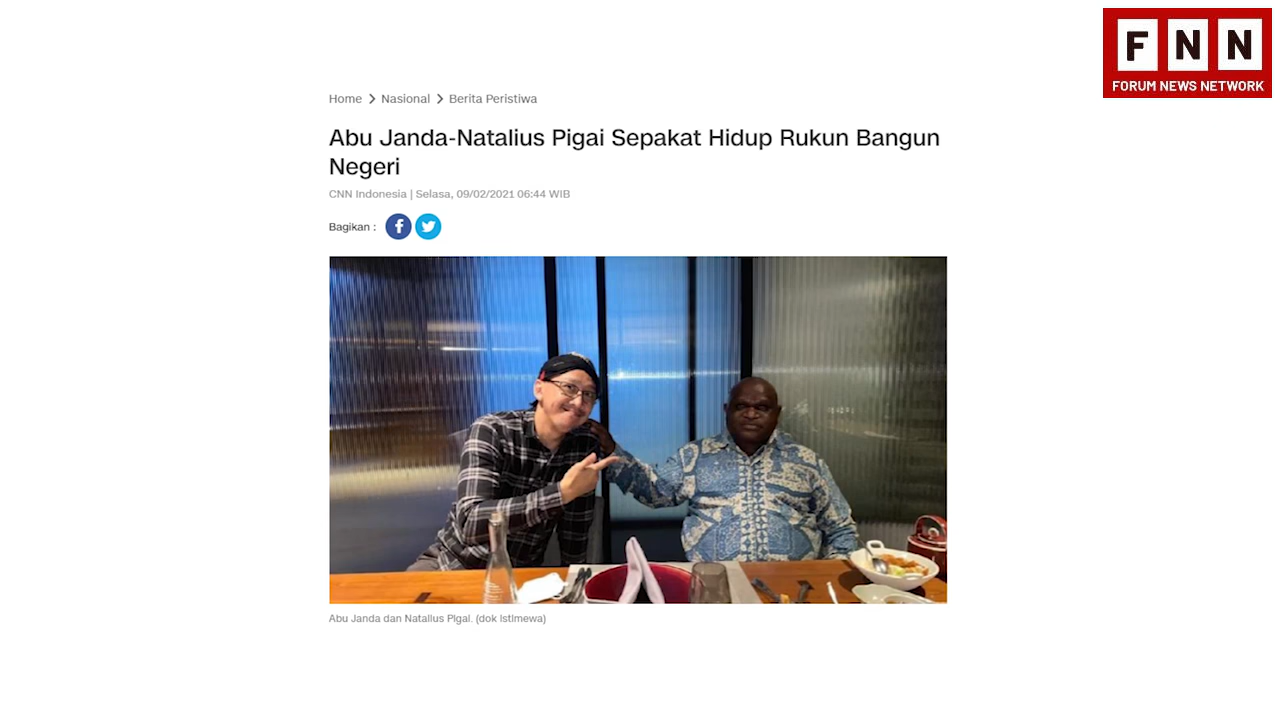 F N N
FORUM NEWS NETWORK
Home > Nasional > Berita Peristiwa
Abu Janda-Natalius Pigai Sepakat Hidup Rukun Bangun
Negeri
CNN Indonesia | Selasa, 09/02/2021 06:44 WIB
Bagikan :
Abu Janda dan Natalius Pigai. (dok istimewa)